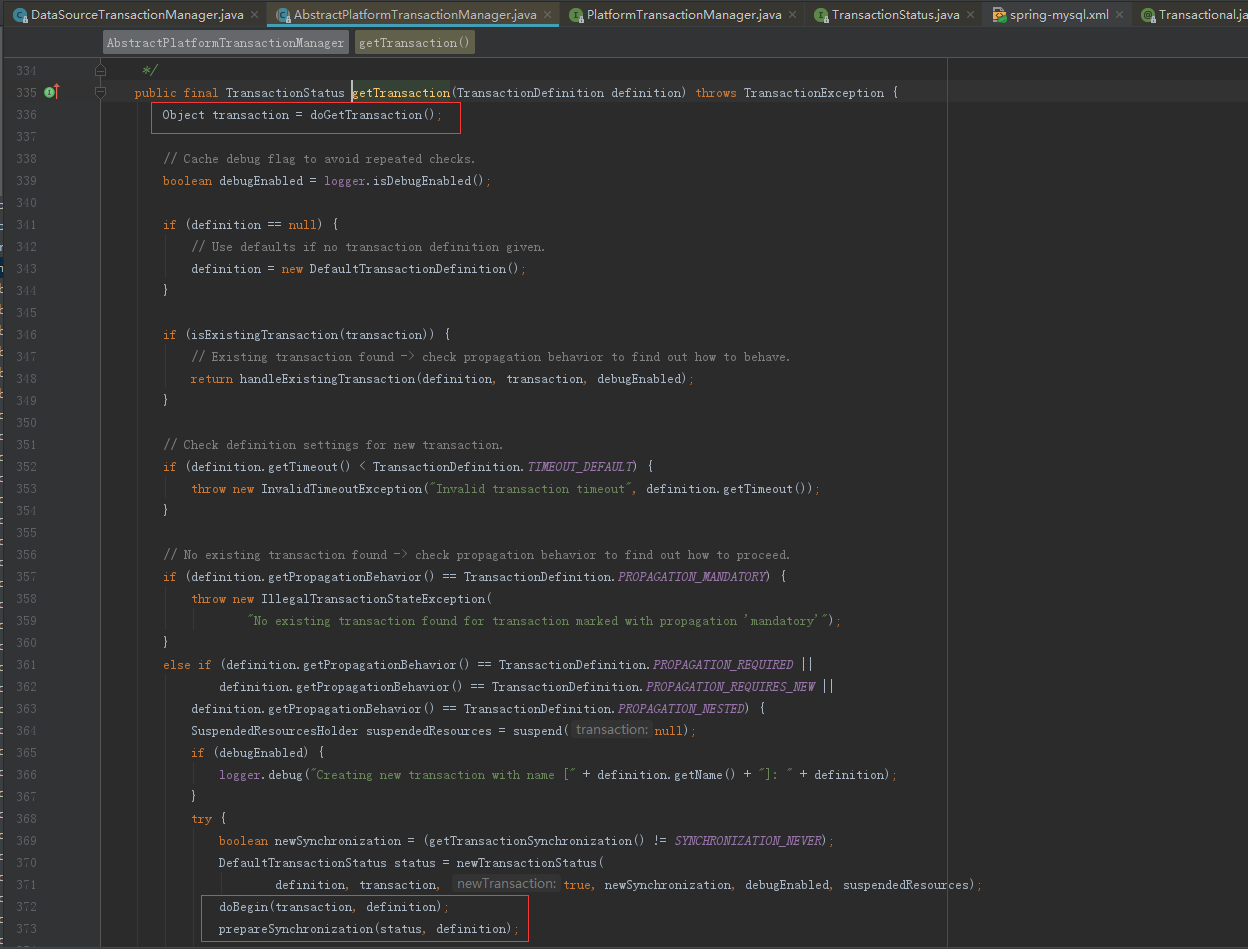 DataSourceTransactionManager.java × AbstractPlatformTransactionManager.java × PlatformTransactionManager.java × TransactionStatus.java × spring-mysql.xml × Transactional.ja
AbstractPlatformTransactionManager getTransaction()
334 */
335 public final TransactionStatus getTransaction(TransactionDefinition definition) throws TransactionException {
336 Object transaction = doGetTransaction();
337
338 // Cache debug flag to avoid repeated checks.
339 boolean debugEnabled = logger.isDebugEnabled();
340
341 if (definition == null) {
342 // Use defaults if no transaction definition given.
343 definition = new DefaultTransactionDefinition();
344 }
345
346 if (isExistingTransaction(transaction)) {
347 // Existing transaction found -> check propagation behavior to find out how to behave.
348 return handleExistingTransaction(definition, transaction, debugEnabled);
349 }
350
351 // Check definition settings for new transaction.
352 if (definition.getTimeout() < TransactionDefinition.TIMEOUT_DEFAULT) {
353 throw new InvalidTimeoutException("Invalid transaction timeout", definition.getTimeout());
354 }
355
356 // No existing transaction found -> check propagation behavior to find out how to proceed.
357 if (definition.getPropagationBehavior() == TransactionDefinition.PROPAGATION_MANDATORY) {
358 throw new IllegalTransactionStateException(
359 "No existing transaction found for transaction marked with propagation 'mandatory'");
360 }
361 else if (definition.getPropagationBehavior() == TransactionDefinition.PROPAGATION_REQUIRED ||
362 definition.getPropagationBehavior() == TransactionDefinition.PROPAGATION_REQUIRES_NEW ||
363 definition.getPropagationBehavior() == TransactionDefinition.PROPAGATION_NESTED) {
364 SuspendedResourcesHolder suspendedResources = suspend( transaction: null);
365 if (debugEnabled) {
366 logger.debug("Creating new transaction with name [" + definition.getName() + "]: " + definition);
367 }
368 try {
369 boolean newSynchronization = (getTransactionSynchronization() != SYNCHRONIZATION_NEVER);
370 DefaultTransactionStatus status = newTransactionStatus(
371 definition, transaction, newTransaction: true, newSynchronization, debugEnabled, suspendedResources);
372 doBegin(transaction, definition);
373 prepareSynchronization(status, definition);